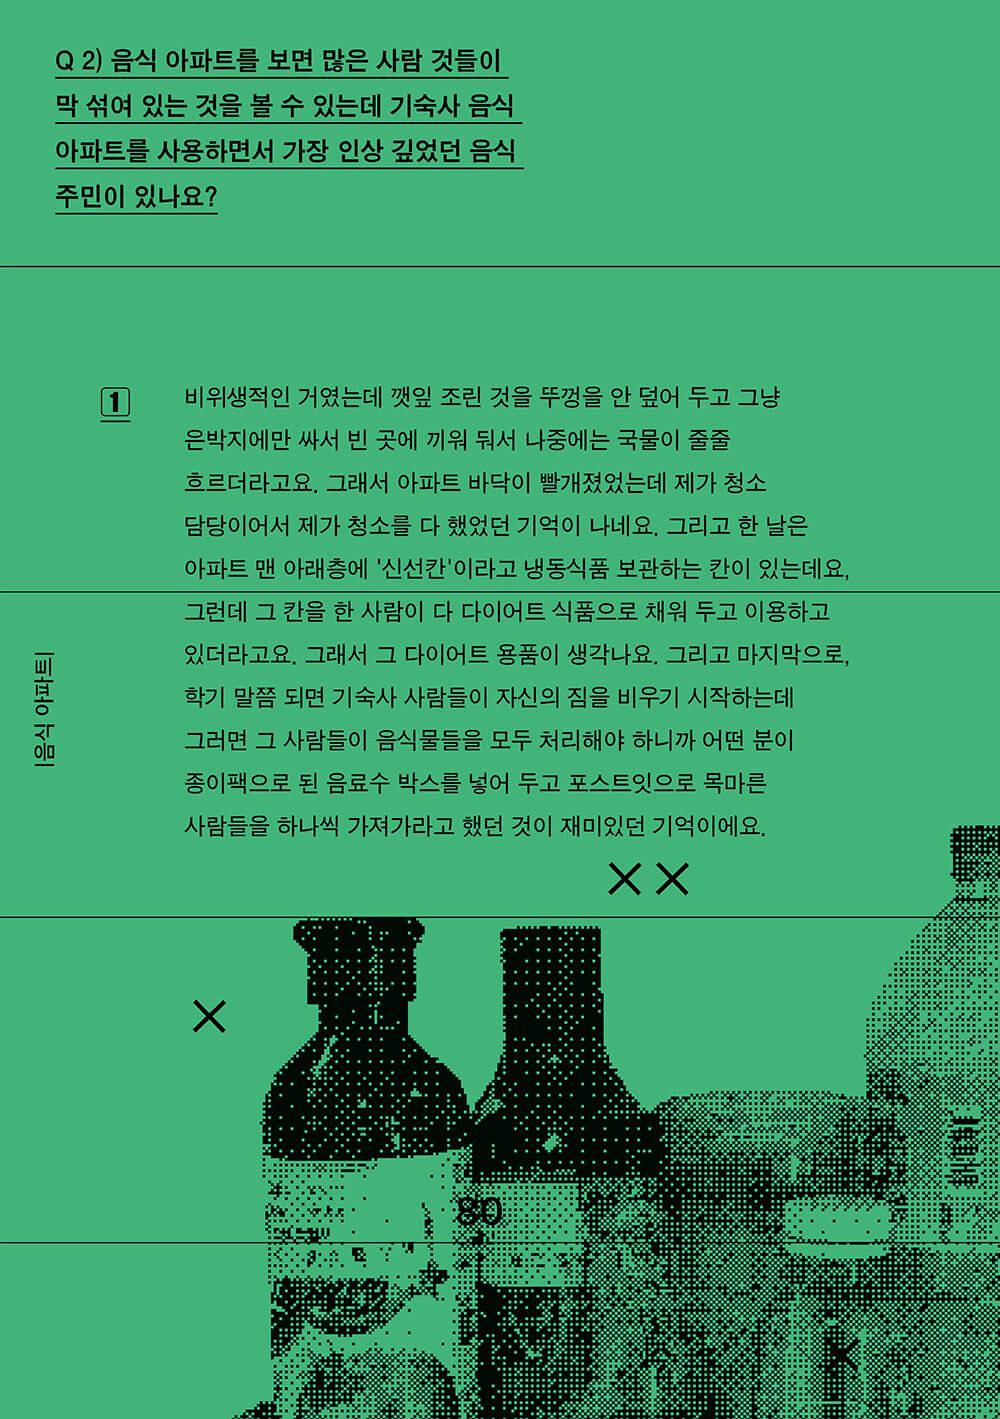 Q 2) 음식 아파트를 보면 많은 사람 것들이
막 섞여 있는 것을 볼 수 있는데 기숙사 음식
아파트를 사용하면서 가장 인상 깊었던 음식
주민이 있나요?
1
비위생적인 거였는데 깻잎 조린 것을 뚜껑을 안 덮어 두고 그냥
은박지에만 싸서 빈 곳에 끼워 둬서 나중에는 국물이 줄줄
흐르더라고요. 그래서 아파트 바닥이 빨개졌었는데 제가 청소
담당이어서 제가 청소를 다 했었던 기억이 나네요. 그리고 한 날은
아파트 맨 아래층에 '신선칸'이라고 냉동식품 보관하는 칸이 있는데요,
그런데 그 칸을 한 사람이 다 다이어트 식품으로 채워 두고 이용하고
있더라고요. 그래서 그 다이어트 용품이 생각나요. 그리고 마지막으로,
학기 말쯤 되면 기숙사 사람들이 자신의 짐을 비우기 시작하는데
그러면 그 사람들이 음식물들을 모두 처리해야 하니까 어떤 분이
종이팩으로 된 음료수 박스를 넣어 두고 포스트잇으로 목마른
사람들을 하나씩 가져가라고 했던 것이 재미있던 기억이에요.
|음식 아파트|
80